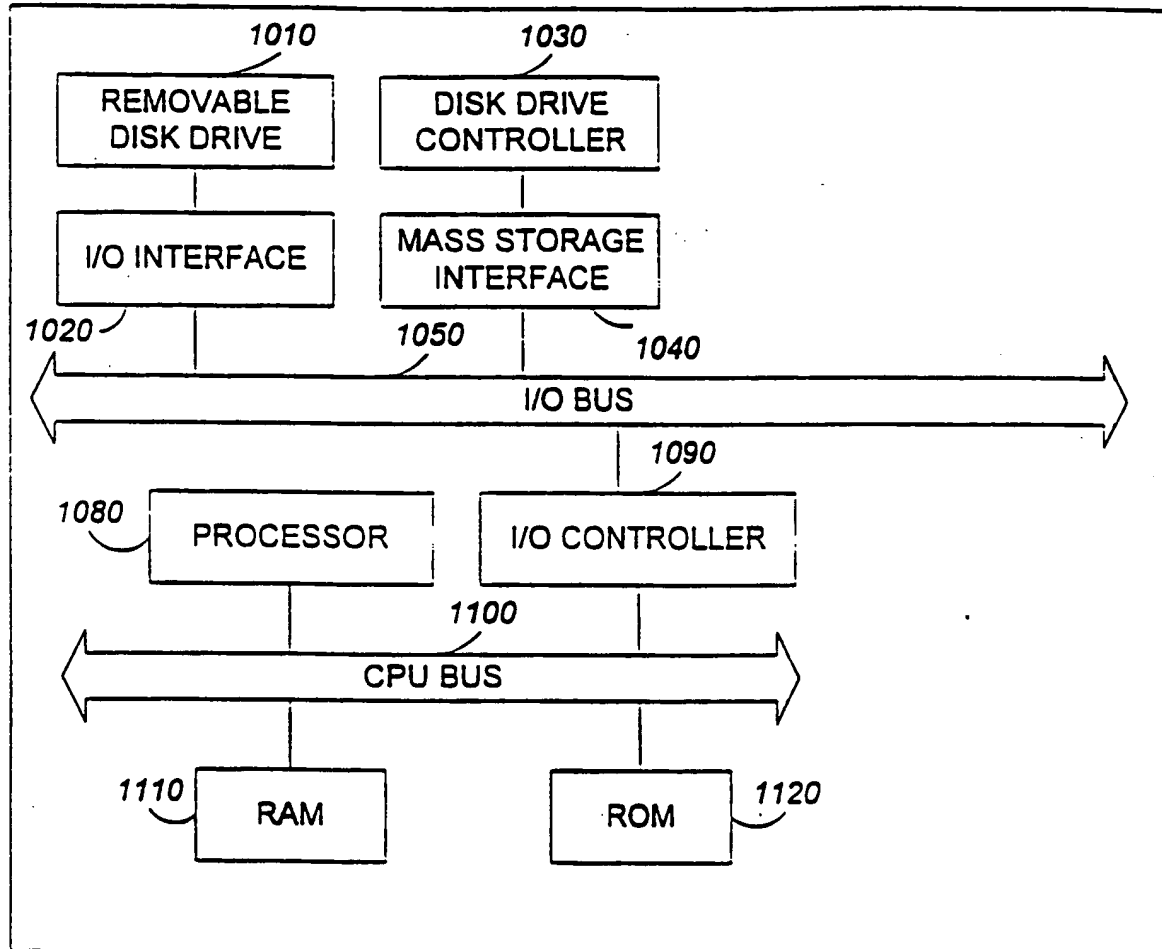 1010
1030
REMOVABLE
DISK DRIVE
DISK DRIVE
CONTROLLER
I/O INTERFACE
MASS STORAGE
INTERFACE
1020
1050
1040
I/O BUS
1090
1080
PROCESSOR
I/O CONTROLLER
1100
CPU BUS
1110
RAM
ROM
1120